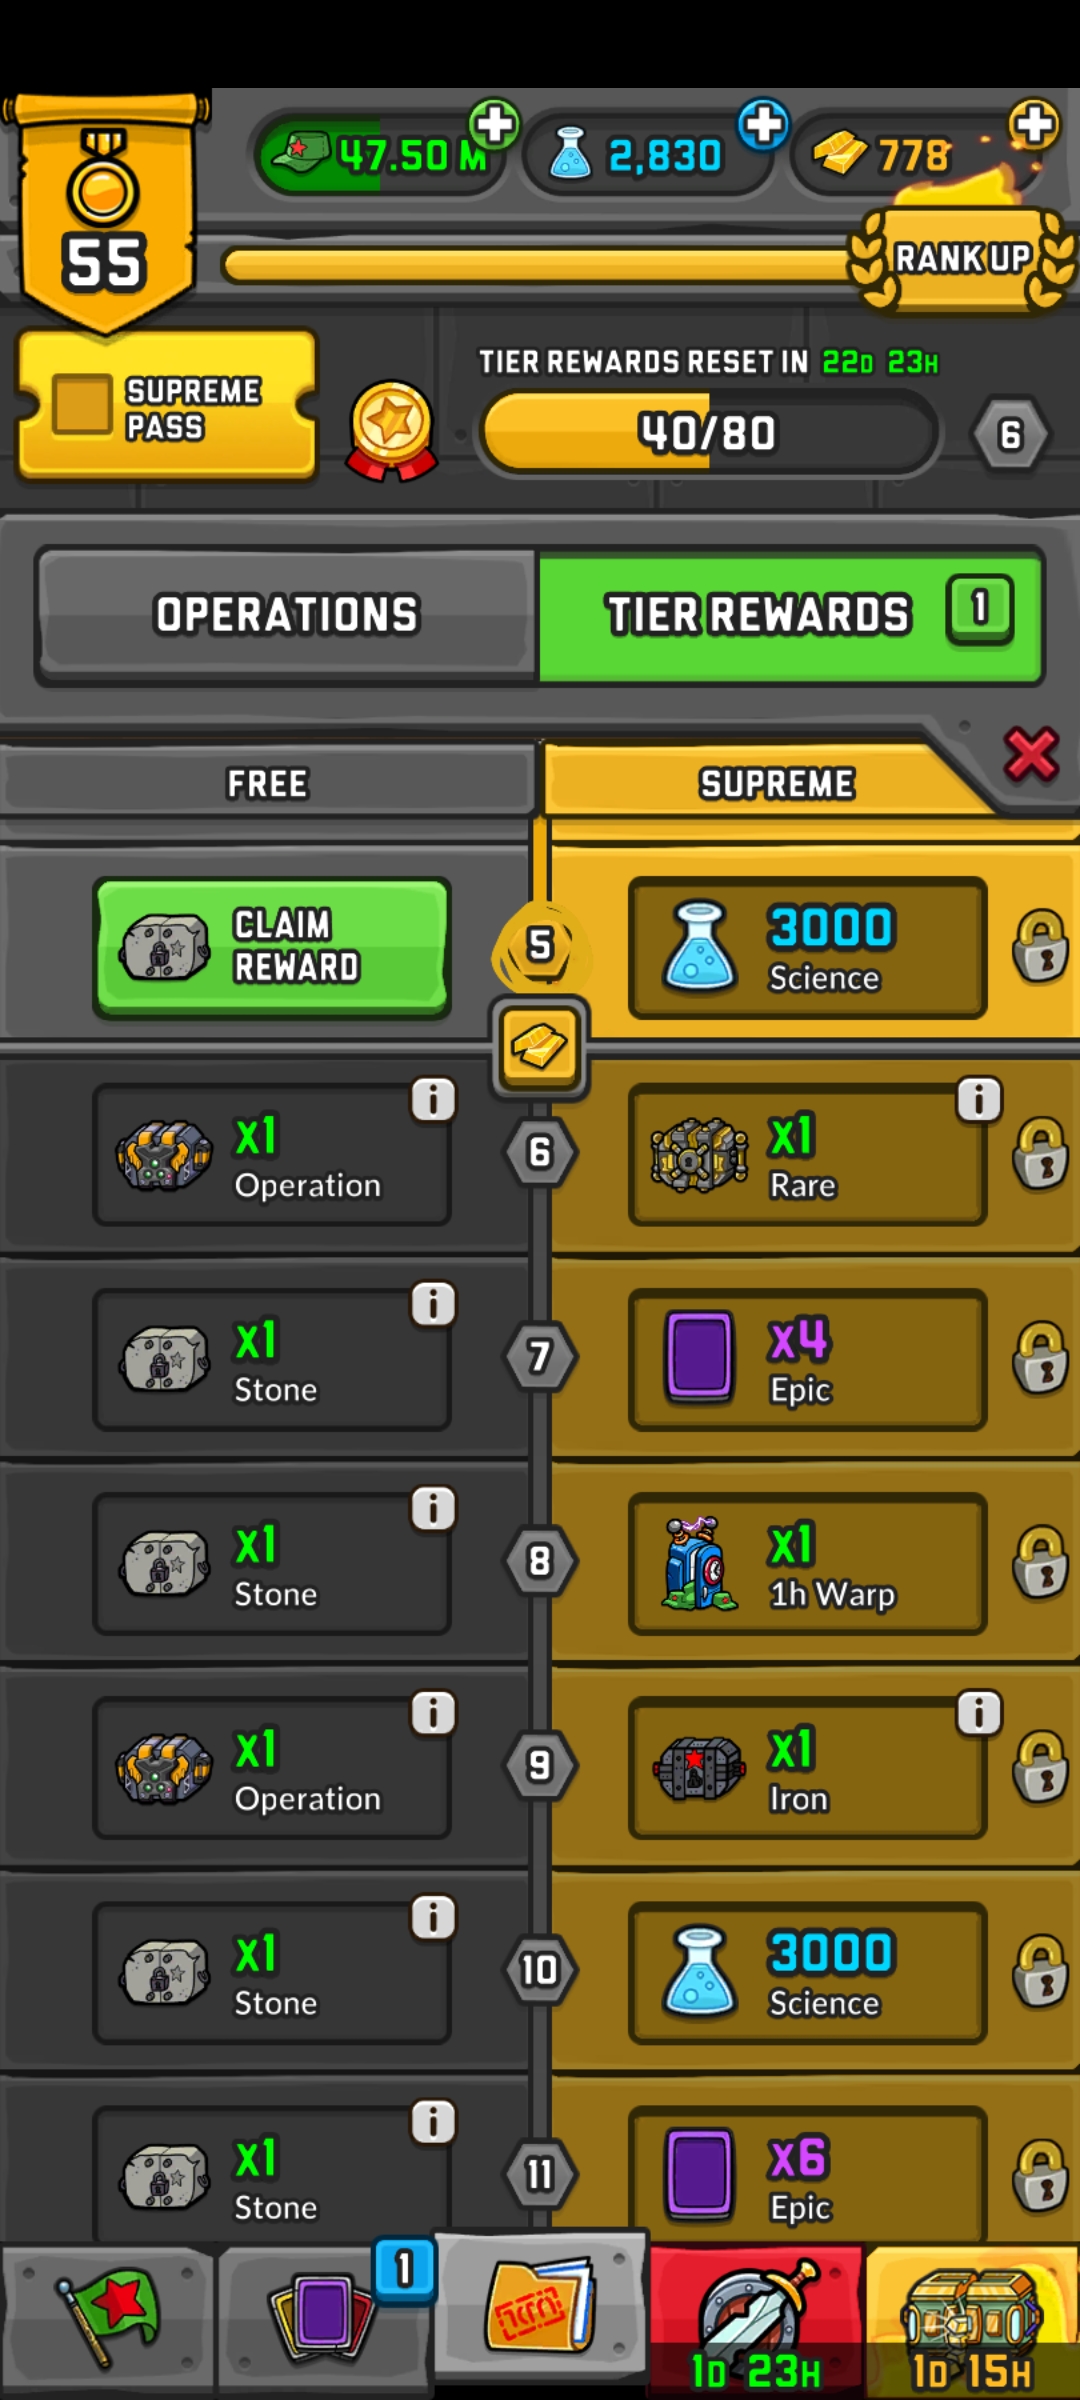 47.50 M
2,830
778
55
RANK UP
TIER REWARDS RESET IN 22D 23H
SUPREME
PASS
40/80
6
OPERATIONS
TIER REWARDS
1
FREE
SUPREME
CLAIM
REWARD
5
3000
Science
x1
Operation
i
6
x1
Rare
i
x1
Stone
i
7
x4
Epic
x1
Stone
i
8
x1
1h Warp
x1
Operation
i
9
x1
Iron
i
x1
Stone
i
10
3000
Science
x1
Stone
i
11
x6
Epic
1
1D 23H
1D 15H